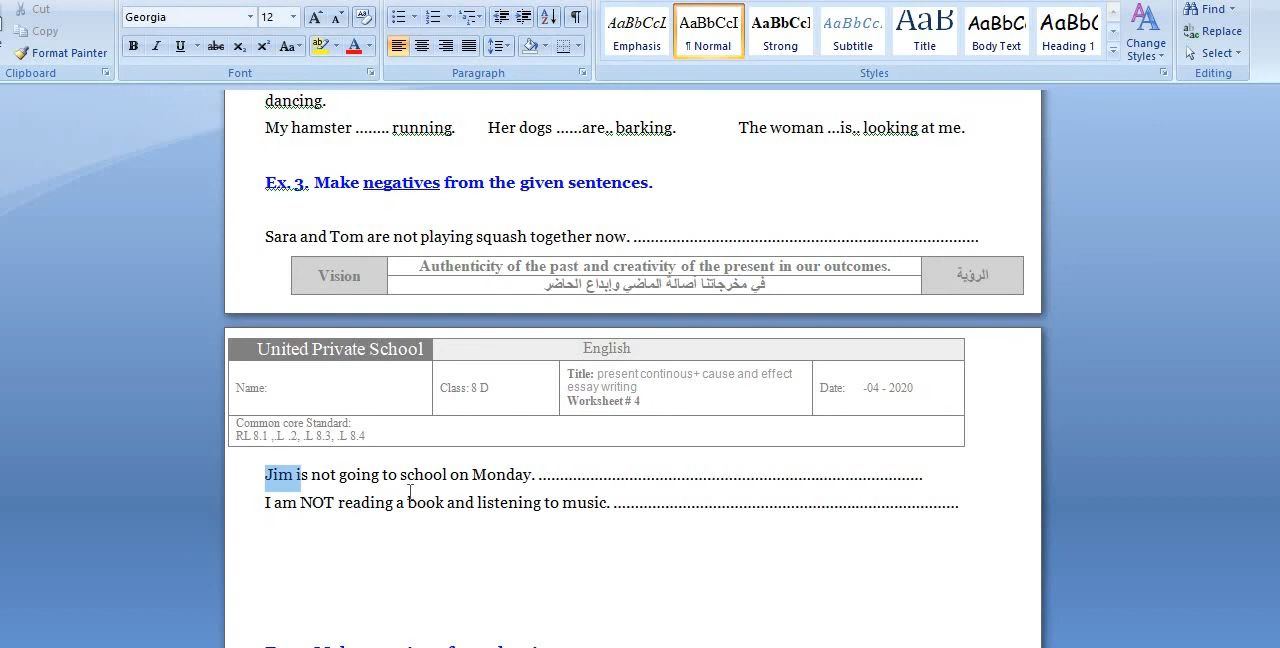 Cut
Copy
Format Painter
Clipboard
Georgia
12
Font
Paragraph
AaBbCcI AaBbCcI AaBbCc AaBbCc. AaB AaBbC AaBb(
Emphasis ¶ Normal Strong Subtitle Title Body Text Heading 1
Change Styles
Styles
Find
Replace
Select
Editing
dancing.
My hamster ........ running. Her dogs ......are.. barking. The woman ...is.. looking at me.
Ex. 3. Make negatives from the given sentences.
Sara and Tom are not playing squash together now. ................................................................................
Vision
Authenticity of the past and creativity of the present in our outcomes.
في مخرجاتنا أصالة الماضي وإبداع الحاضر
الرؤية
United Private School
English
Name:
Class: 8 D
Title: present continous+ cause and effect
essay writing
Worksheet # 4
Date: -04 - 2020
Common core Standard:
RL 8.1 ,.L .2, .L 8.3, .L 8.4
Jim is not going to school on Monday. ................................................................................
I am NOT reading a book and listening to music. ................................................................................